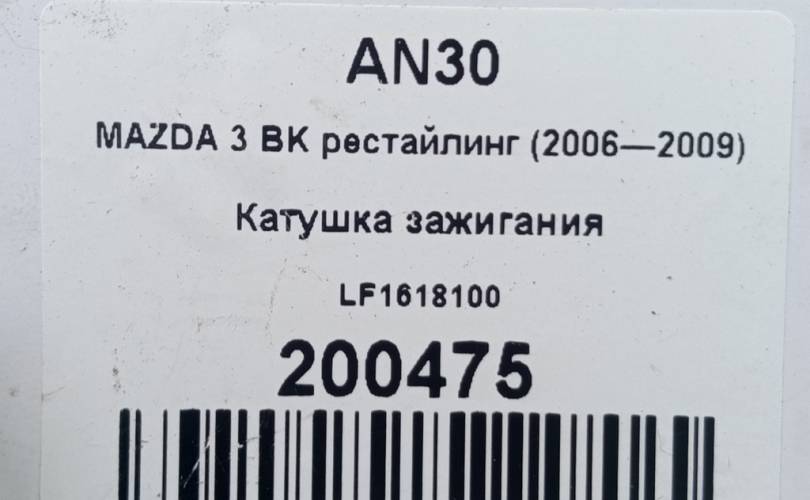 AN30
MAZDA 3 BK рестайлинг (2006—2009)
Катушка зажигания
LF1618100
200475